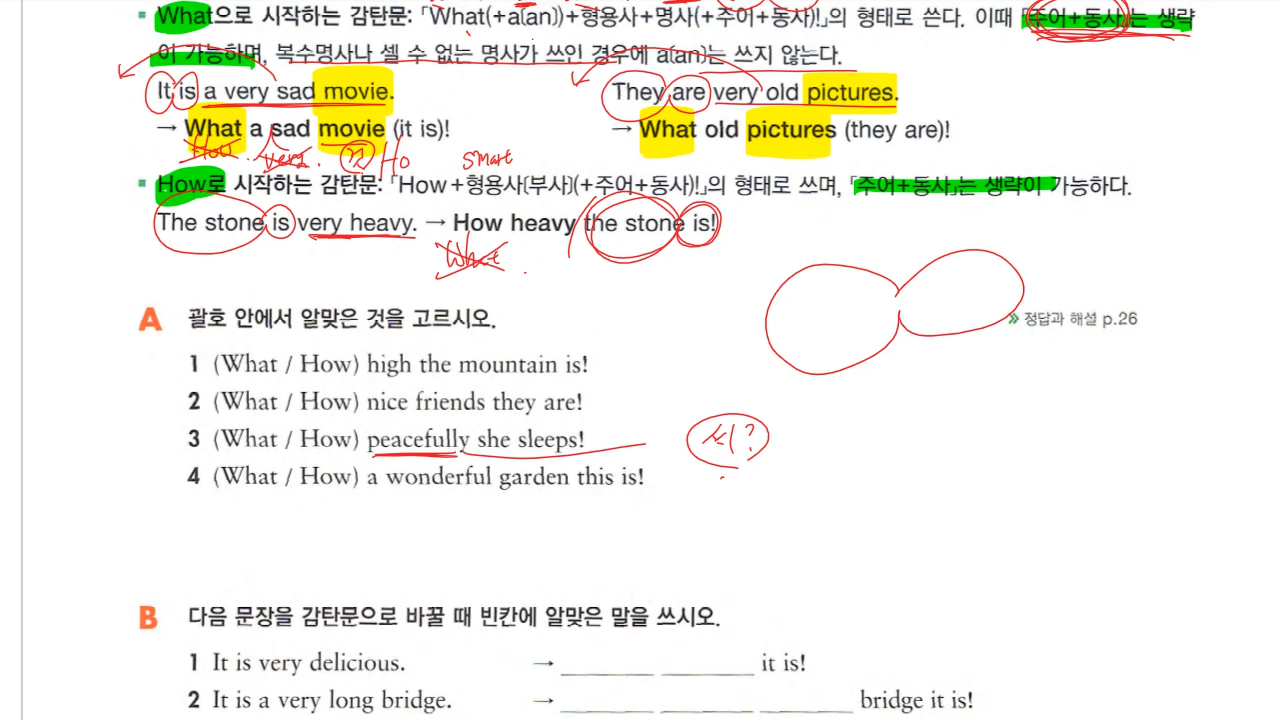 What으로 시작하는 감탄문: 「What(+a(an))+형용사+명사(+주어+동사)!」의 형태로 쓴다. 이때 「주어+동사」는 생략
이 가능하며, 복수명사나 셀 수 없는 명사가 쓰인 경우에 a(an)는 쓰지 않는다.
It is a very sad movie. They are very old pictures.
→ What a sad movie (it is)! → What old pictures (they are)!
How very Ho smart
How로 시작하는 감탄문: 「How+형용사(부사)(+주어+동사)!」의 형태로 쓰며, 「주어+동사」는 생략이 가능하다.
The stone is very heavy. → How heavy the stone is!
What
A 괄호 안에서 알맞은 것을 고르시오.
» 정답과 해설 p.26
1 (What / How) high the mountain is!
2 (What / How) nice friends they are!
3 (What / How) peacefully she sleeps!
4 (What / How) a wonderful garden this is!
B 다음 문장을 감탄문으로 바꿀 때 빈칸에 알맞은 말을 쓰시오.
1 It is very delicious. → ______ ______ it is!
2 It is a very long bridge. → ______ ______ ______ bridge it is!